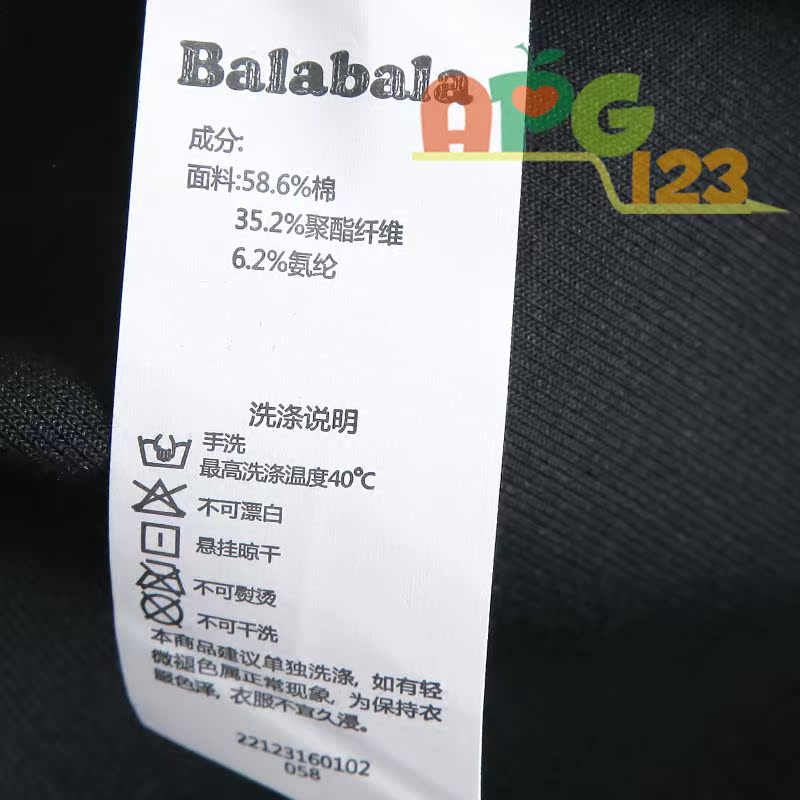 Balabala
APG
123
成分:
面料:58.6%棉
35.2%聚酯纤维
6.2%氨纶
洗涤说明
手洗
最高洗涤温度40℃
不可漂白
悬挂晾干
不可熨烫
不可干洗
本商品建议单独洗涤, 如有轻
微褪色属正常现象, 为保持衣
服色泽, 衣服不宜久浸。
22123160102
058